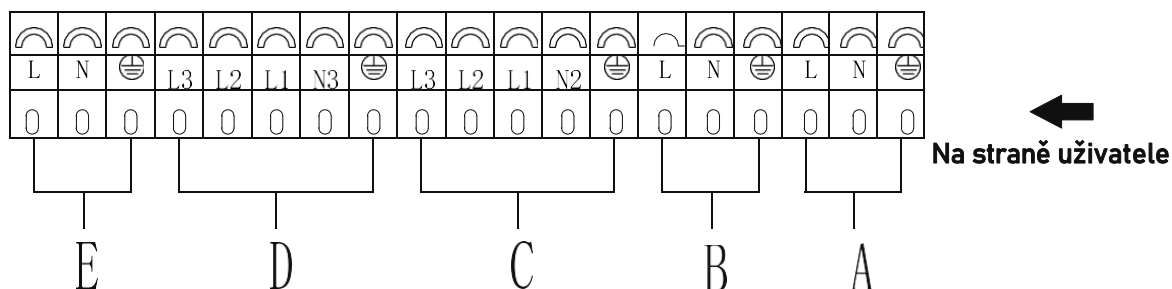 L N L3 L2 L1 N3 L3 L2 L1 N2 L N L N
Na straně uživatele
E D C B A